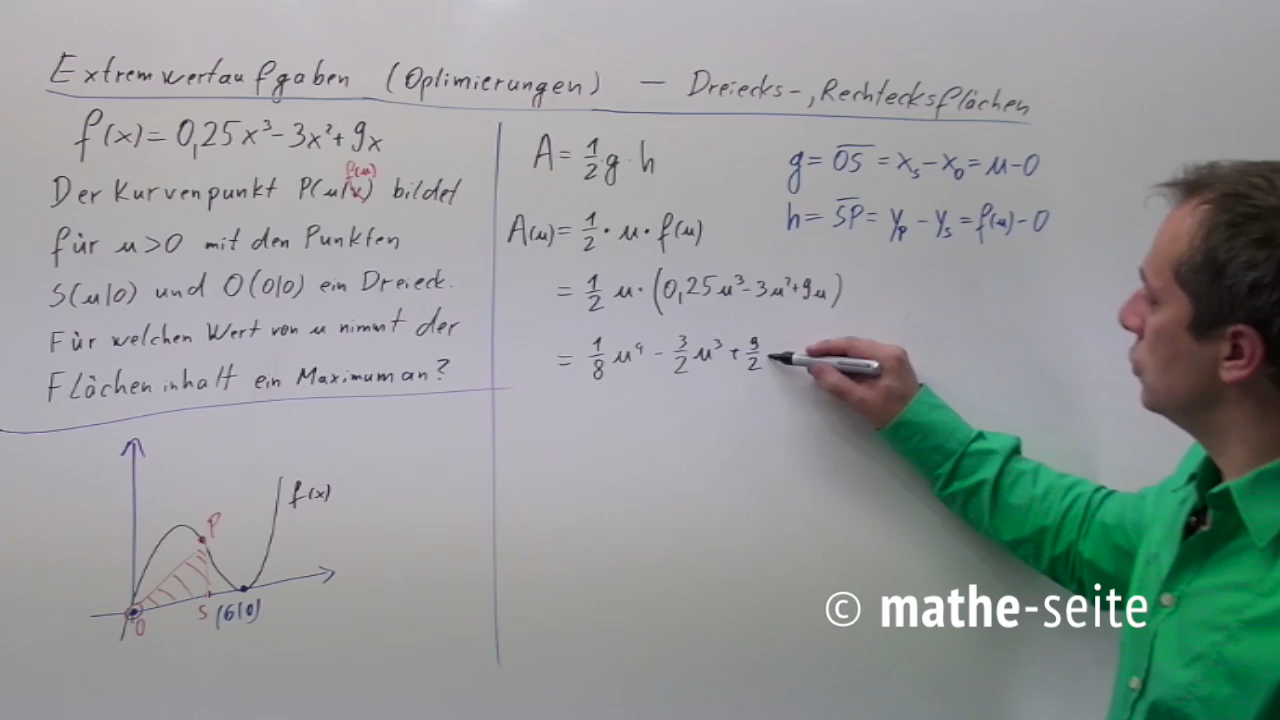 Extremwertaufgaben (Optimierungen) — Dreiecks-, Rechtecksflächen
f(x)= 0,25x³-3x²+9x
f(u)
Der Kurvenpunkt P(u|v) bildet
für u>0 mit den Punkten
S(u|0) und O(0|0) ein Dreieck.
Für welchen Wert von u nimmt der
Flächeninhalt ein Maximum an?
A= 1/2 g·h
g= OS = xₛ-x₀= u-0
h= SP = yₚ-yₛ= f(u)-0
A(u)= 1/2 · u · f(u)
= 1/2 u·(0,25u³-3u²+9u)
= 1/8 u⁴ - 3/2 u³ + 9/2
f(x)
P
O
S
(6|0)
© mathe-seite